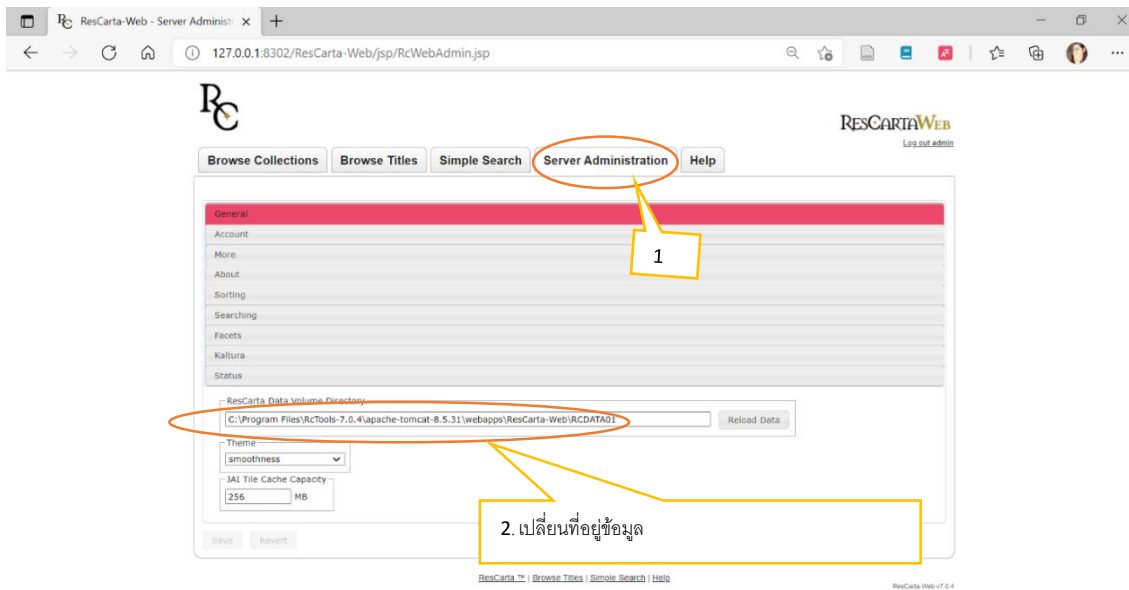 ResCarta-Web - Server Administ
127.0.0.1:8302/ResCarta-Web/jsp/RcWebAdmin.jsp
RC
RESCARTAWEB
Log out admin
Browse Collections Browse Titles Simple Search Server Administration Help
General
Account
1
More
About
Sorting
Searching
Facets
Kaltura
Status
ResCarta Data Volume Directory
C:\Program Files\RcTools-7.0.4\apache-tomcat-8.5.31\webapps\ResCarta-Web\RCDATA01 Reload Data
Theme
smoothness
JAI Tile Cache Capacity
256 MB
2. เปลี่ยนที่อยู่ข้อมูล
Save Revert
ResCarta ™ | Browse Titles | Simple Search | Help
ResCarta-Web v7.0.4